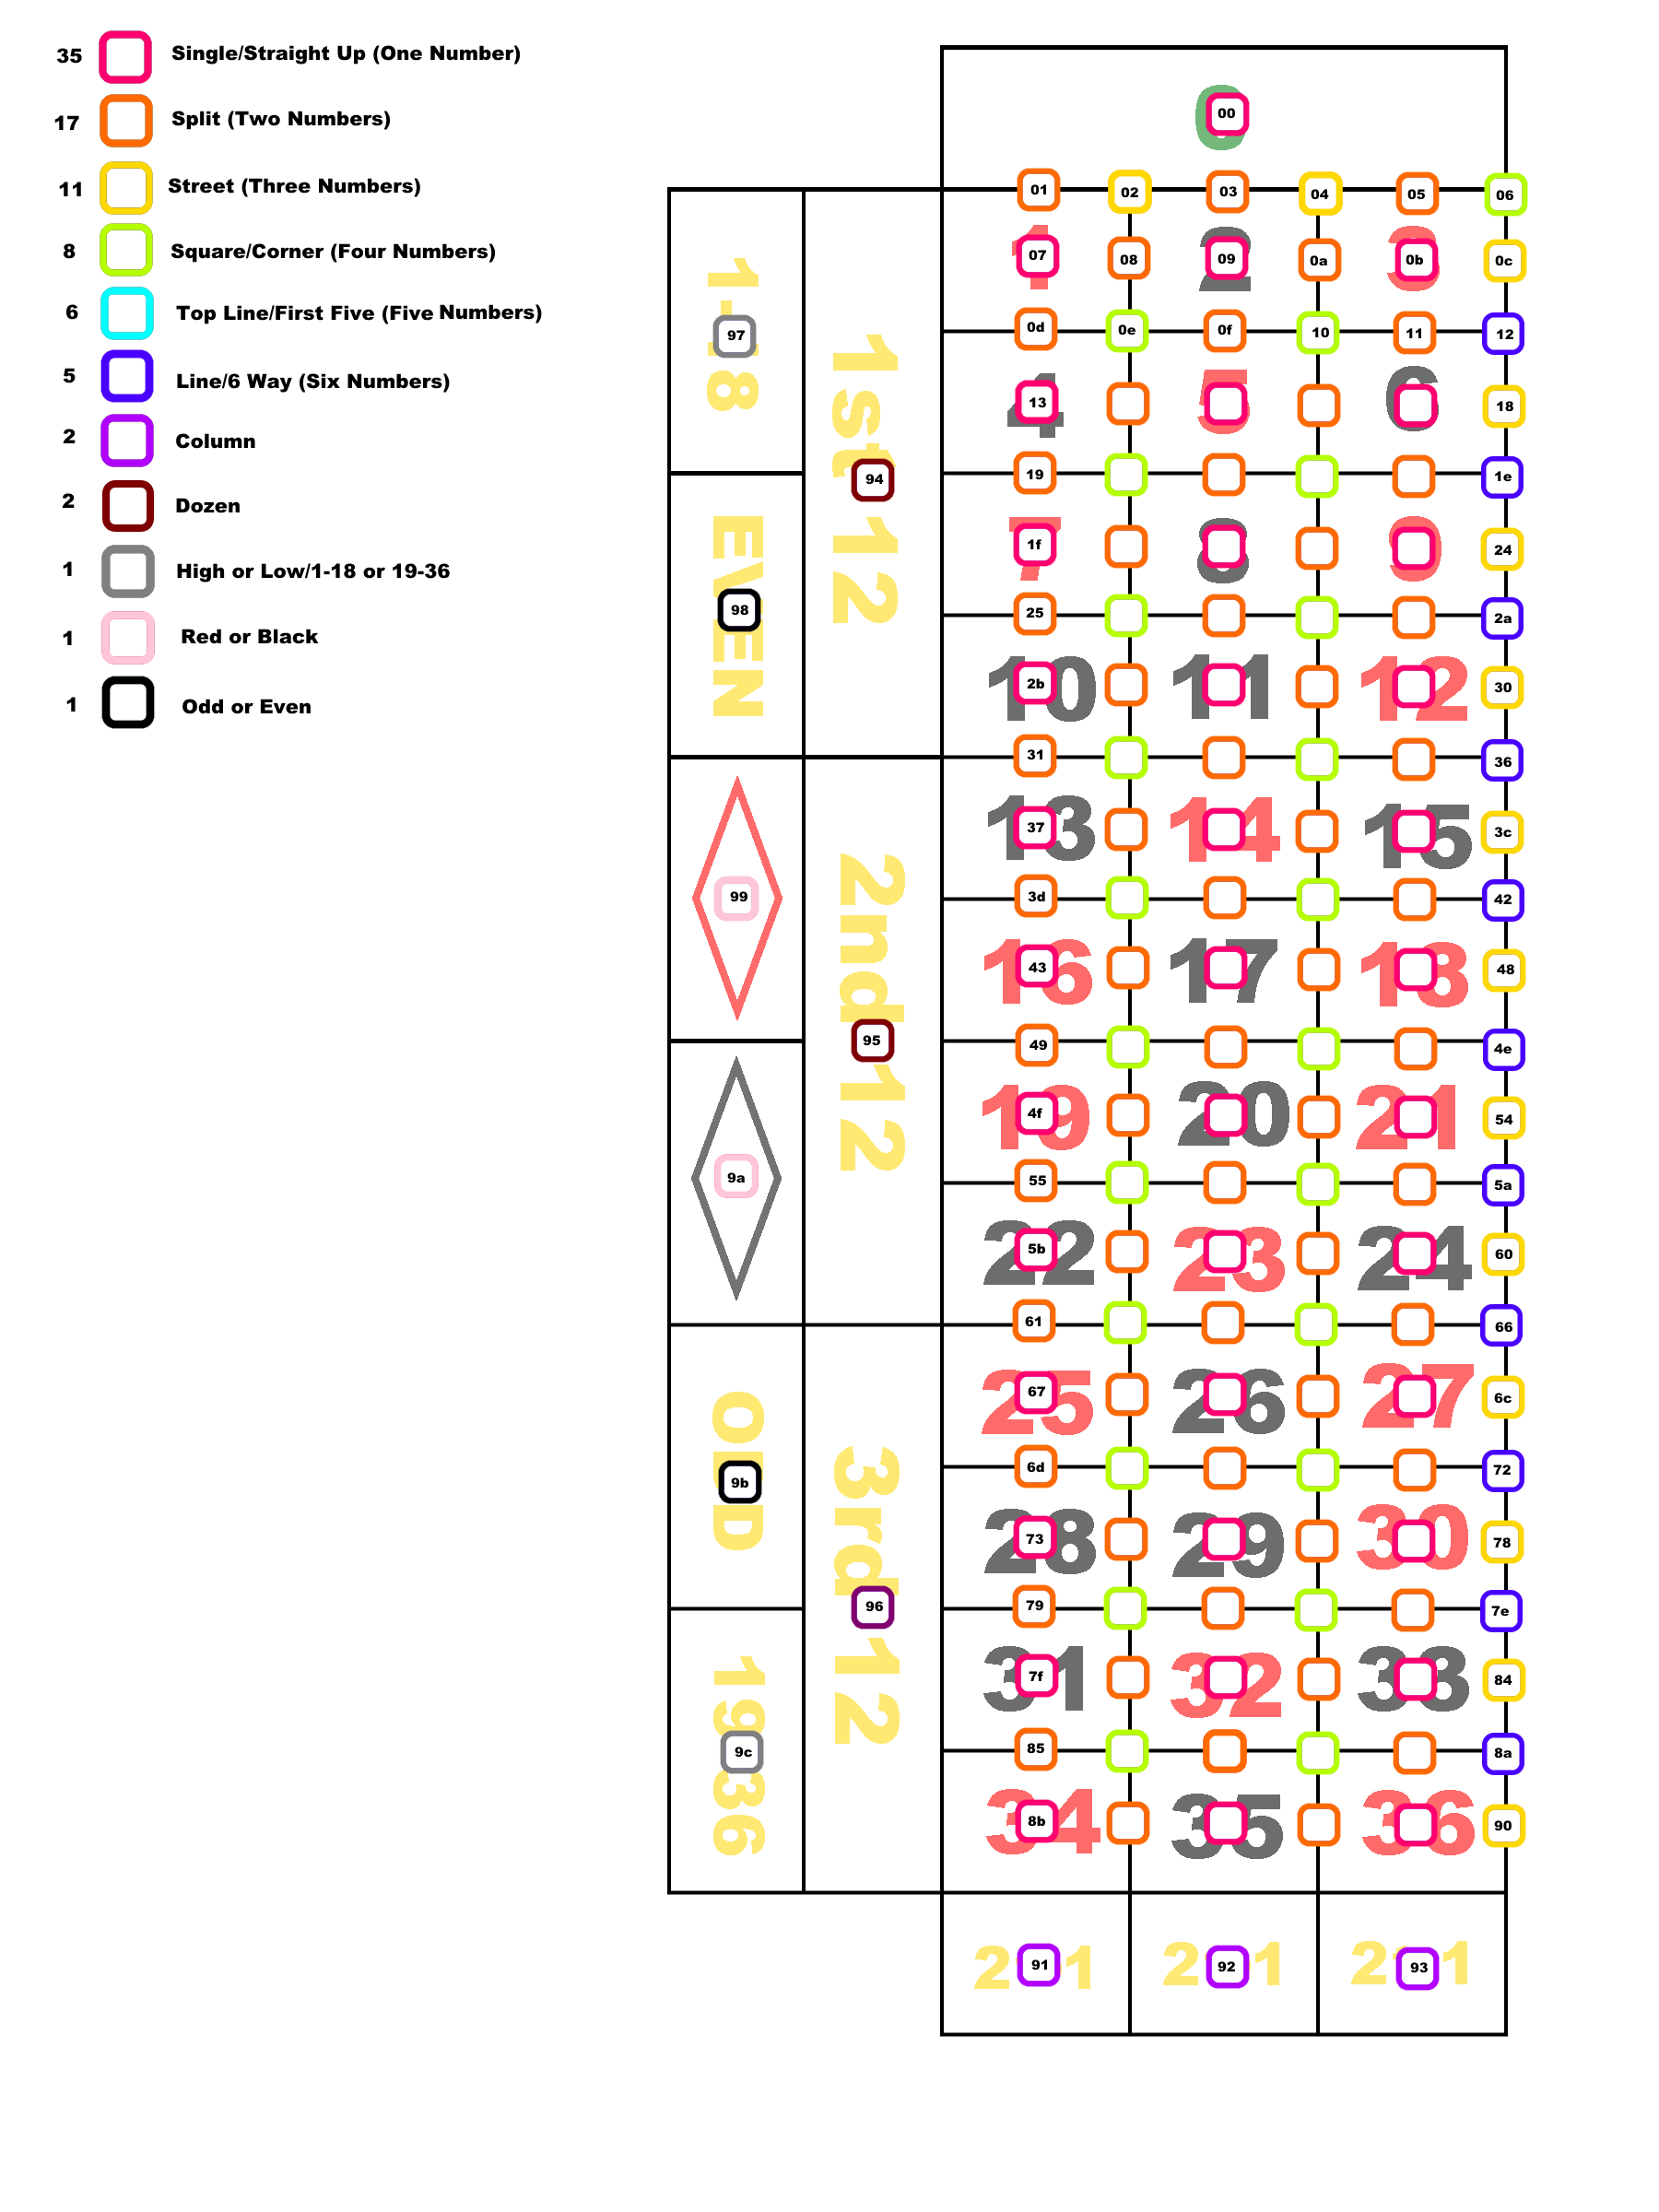 35 Single/Straight Up (One Number)
17 Split (Two Numbers)
11 Street (Three Numbers)
8 Square/Corner (Four Numbers)
6 Top Line/First Five (Five Numbers)
5 Line/6 Way (Six Numbers)
2 Column
2 Dozen
1 High or Low/1-18 or 19-36
1 Red or Black
1 Odd or Even
0
00
01 02 03 04 05 06
1 2 3
07 08 09 0a 0b 0c
0d 0e 0f 10 11 12
4 5 6
13 18
19 1e
7 8 9
1f 24
25 2a
10 11 12
2b 30
31 36
13 14 15
37 3c
3d 42
16 17 18
43 48
49 4e
19 20 21
4f 54
55 5a
22 23 24
5b 60
61 66
25 26 27
67 6c
6d 72
28 29 30
73 78
79 7e
31 32 33
7f 84
85 8a
34 35 36
8b 90
1-18
97
EVEN
98
99
9a
ODD
9b
19-36
9c
1st 12
94
2nd 12
95
3rd 12
96
2 1 2 1 2 1
91 92 93